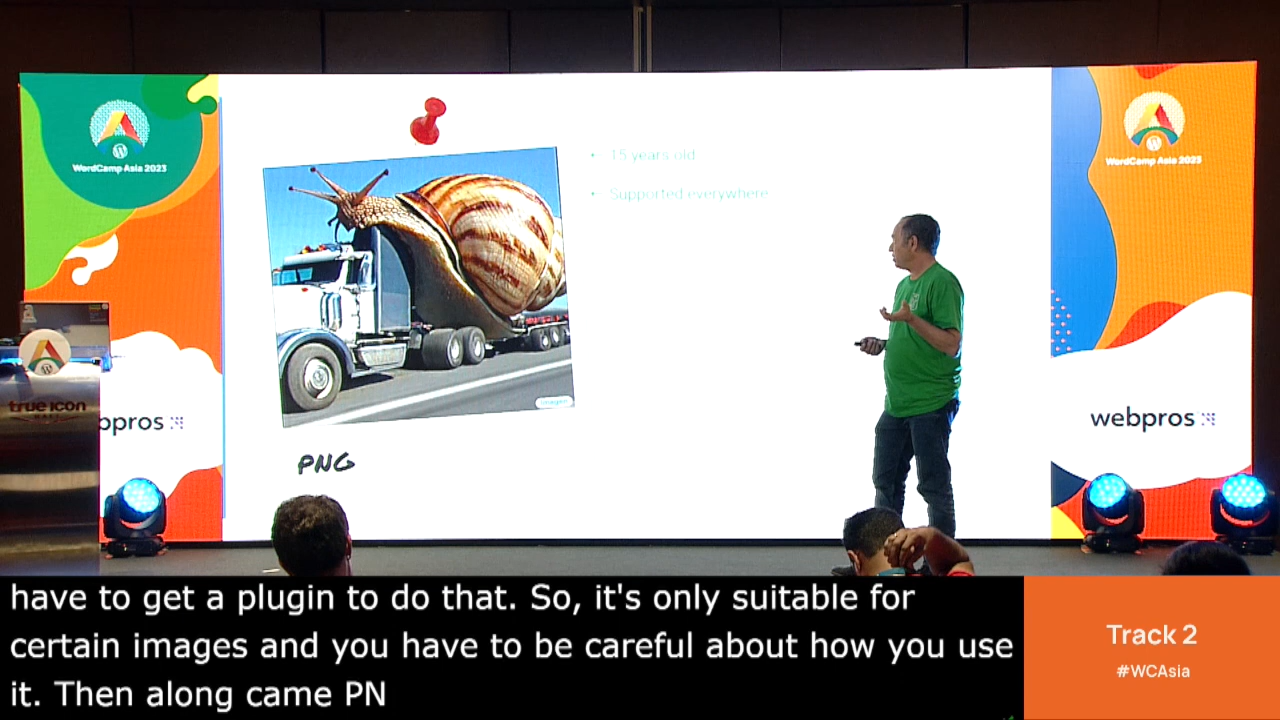 WordCamp Asia 2023
WordCamp Asia 2023
• 15 years old
• Supported everywhere
PNG
true icon
HALL
bpros
webpros
have to get a plugin to do that. So, it's only suitable for
certain images and you have to be careful about how you use
it. Then along came PN
Track 2
#WCAsia